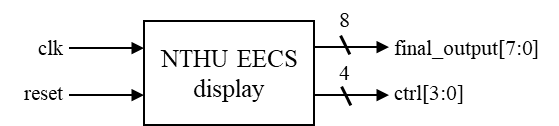 8
clk
NTHU EECS
final_output[7:0]
4
reset
display
ctrl[3:0]